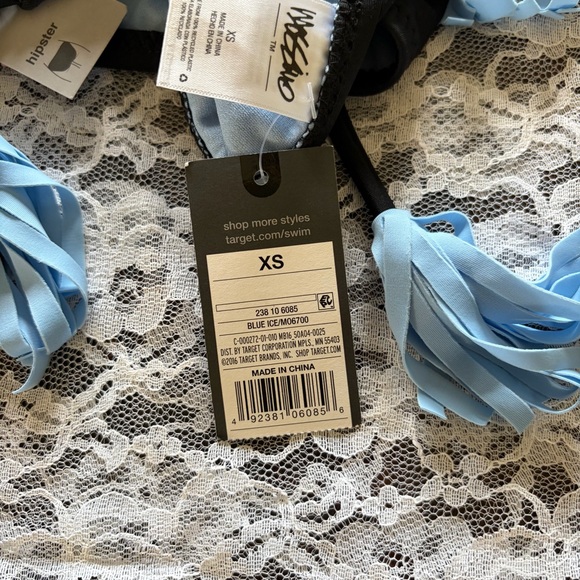 hipster
mossimo
TM
XS
MADE IN CHINA
HECHO EN CHINA
shop more styles
target.com/swim
XS
238 10 6085
BLUE ICE/MO6700
C-000272-01-010 MB16_50A04-0025
DIST. BY TARGET CORPORATION MPLS., MN 55403
©2016 TARGET BRANDS, INC. SHOP TARGET.COM
MADE IN CHINA
4 92381 06085 6